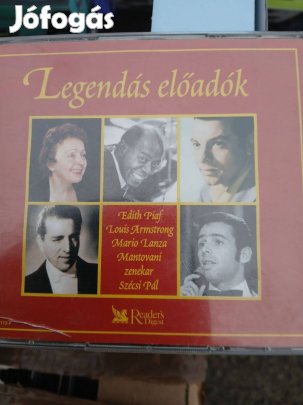 Jófogás
Legendás előadók
Edith Piaf
Louis Armstrong
Mario Lanza
Mantovani
zenekar
Szécsi Pál
Reader's
Digest